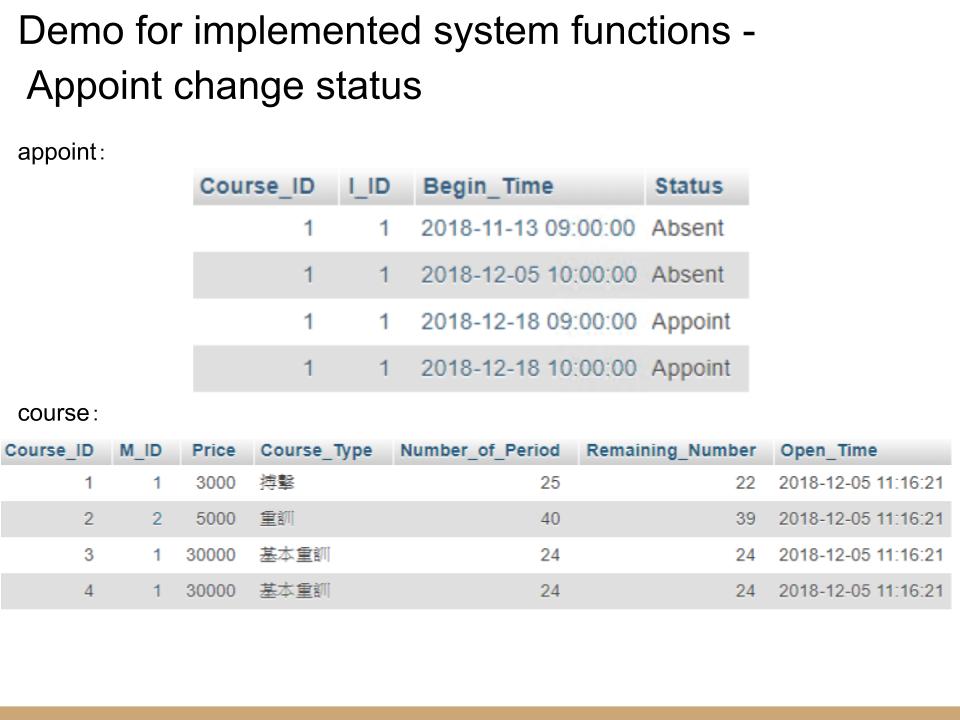 Demo for implemented system functions -
Appoint change status
appoint：
Course_ID I_ID Begin_Time Status
1 1 2018-11-13 09:00:00 Absent
1 1 2018-12-05 10:00:00 Absent
1 1 2018-12-18 09:00:00 Appoint
1 1 2018-12-18 10:00:00 Appoint
course：
Course_ID M_ID Price Course_Type Number_of_Period Remaining_Number Open_Time
1 1 3000 搏擊 25 22 2018-12-05 11:16:21
2 2 5000 重訓 40 39 2018-12-05 11:16:21
3 1 30000 基本重訓 24 24 2018-12-05 11:16:21
4 1 30000 基本重訓 24 24 2018-12-05 11:16:21